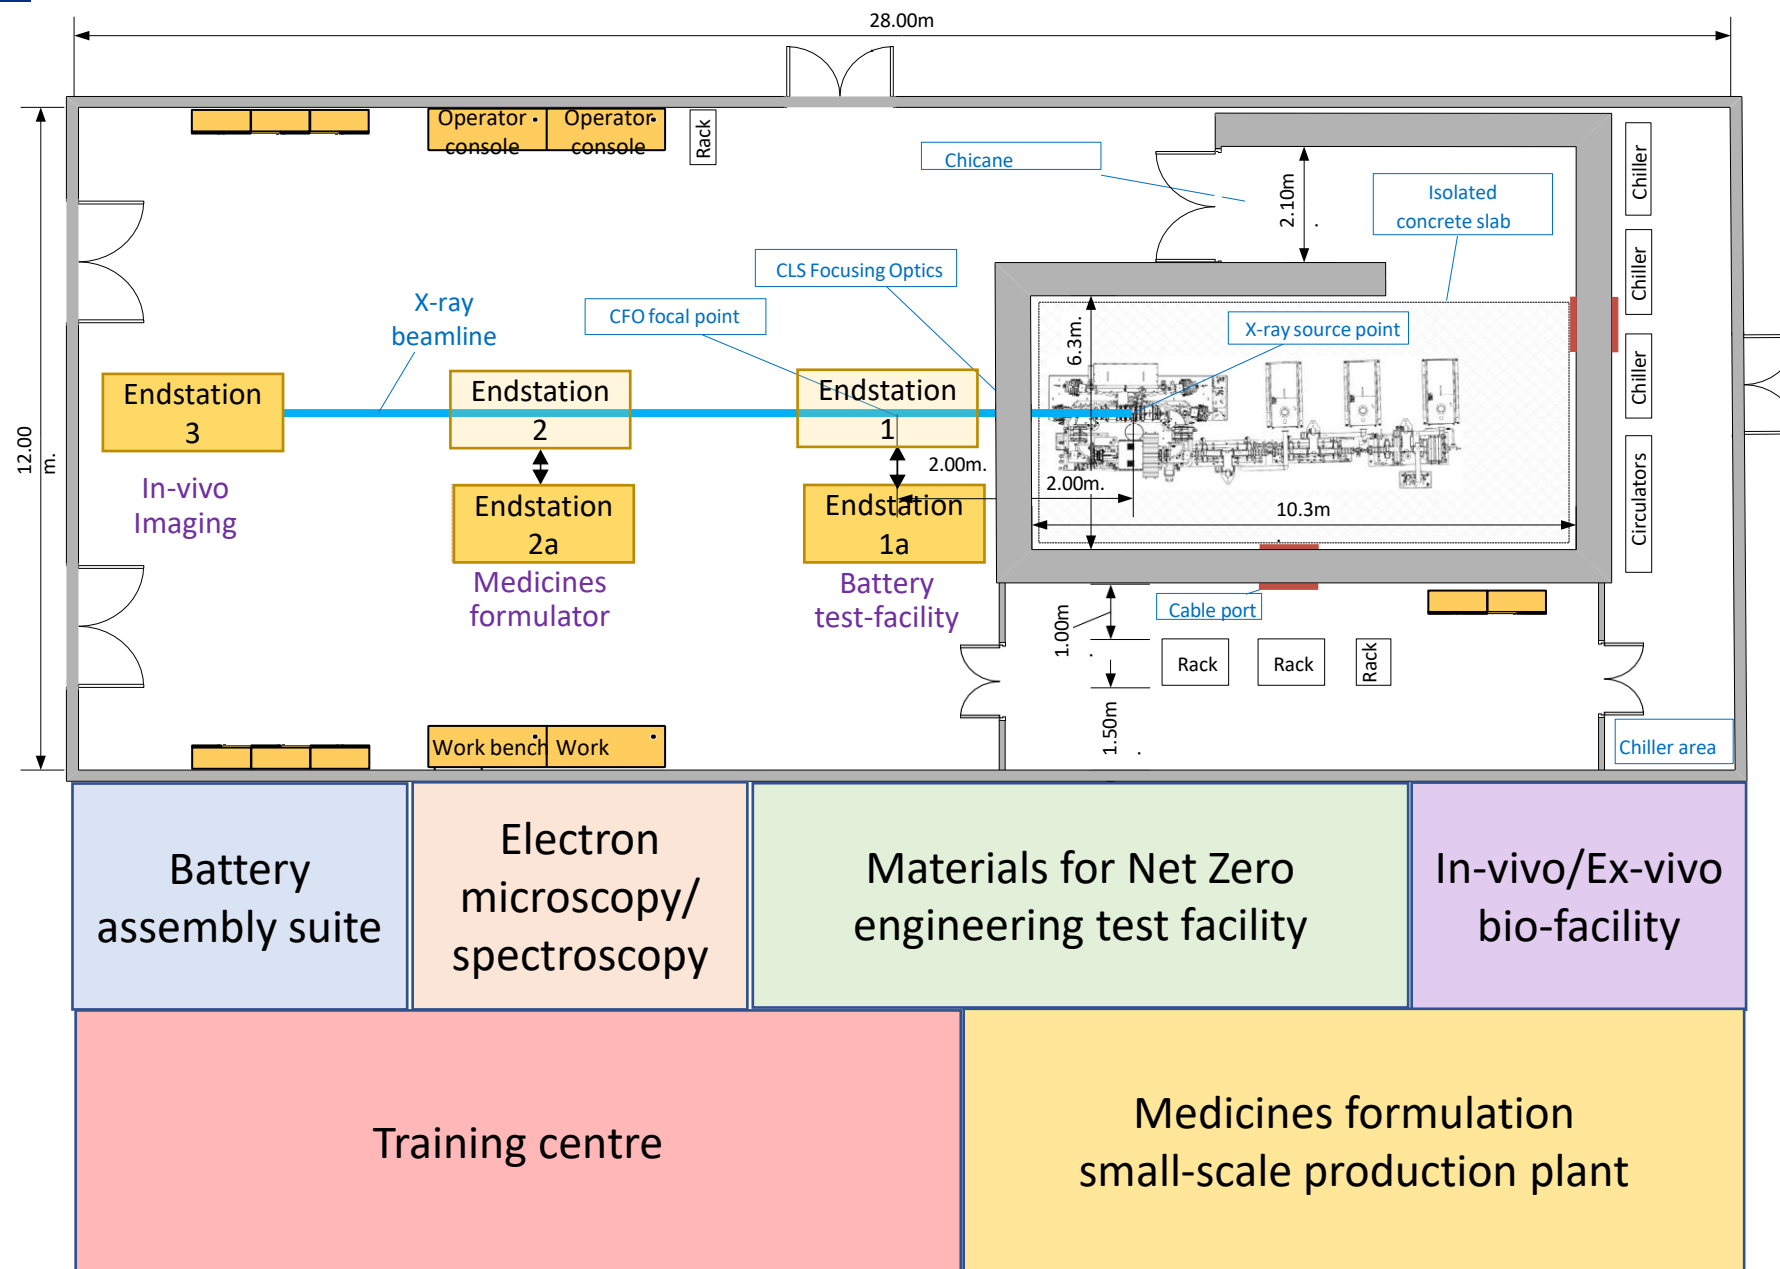 28.00m
Operator
console
Operator
console
Rack
Chicane
2.10m
.
Isolated
concrete slab
Chiller
Chiller
Chiller
Circulators
CLS Focusing Optics
CFO focal point
X-ray
beamline
X-ray source point
6.3m.
12.00
m.
Endstation
3
Endstation
2
Endstation
1
2.00m.
2.00m.
10.3m
In-vivo
Imaging
Endstation
2a
Endstation
1a
Medicines
formulator
Battery
test-facility
Cable port
1.00m
.
Rack
Rack
Rack
1.50m
.
Work bench
Work
Chiller area
Battery
assembly suite
Electron
microscopy/
spectroscopy
Materials for Net Zero
engineering test facility
In-vivo/Ex-vivo
bio-facility
Training centre
Medicines formulation
small-scale production plant